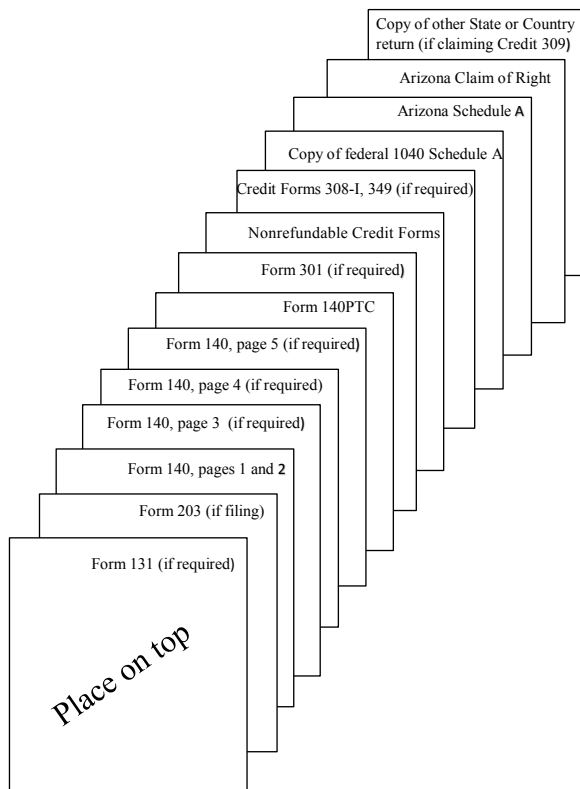 Copy of other State or Country
return (if claiming Credit 309)
Arizona Claim of Right
Arizona Schedule A
Copy of federal 1040 Schedule A
Credit Forms 308-I, 349 (if required)
Nonrefundable Credit Forms
Form 301 (if required)
Form 140PTC
Form 140, page 5 (if required)
Form 140, page 4 (if required)
Form 140, page 3 (if required)
Form 140, pages 1 and 2
Form 203 (if filing)
Form 131 (if required)
Place on top